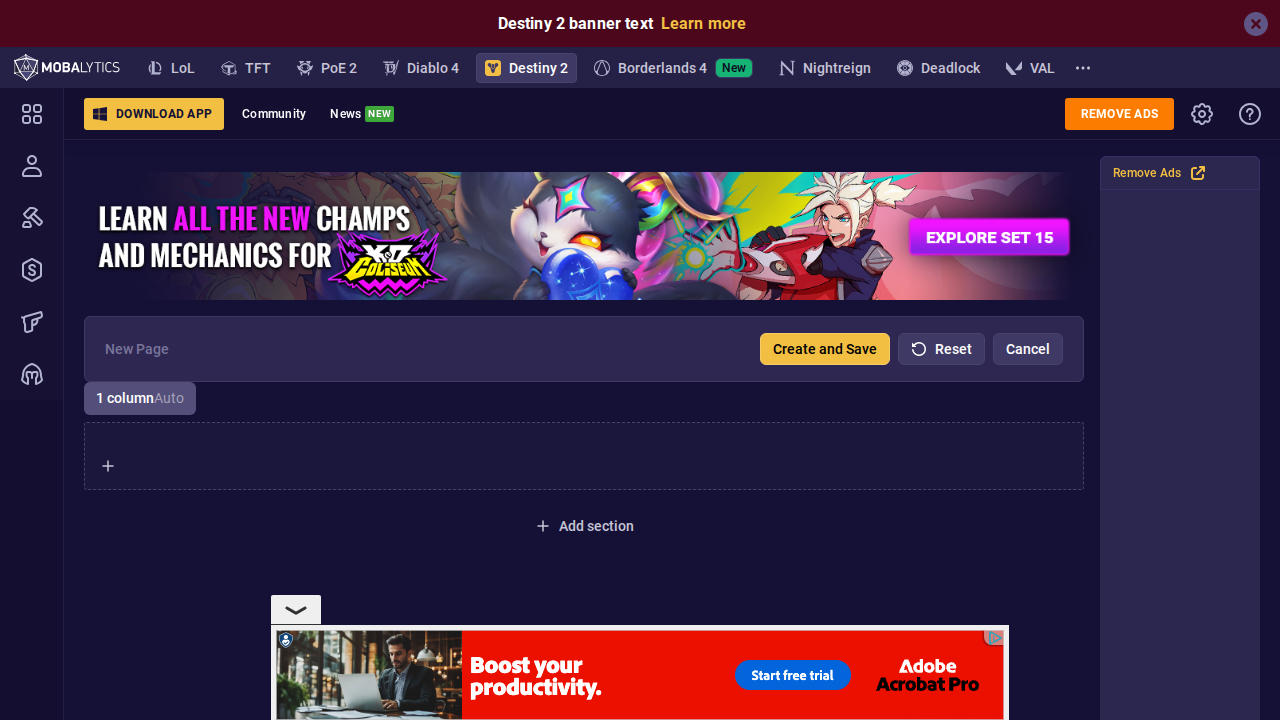 Destiny 2 banner text Learn more
MOBALYTICS
LoL
TFT
PoE 2
Diablo 4
Destiny 2
Borderlands 4 New
Nightreign
Deadlock
VAL
DOWNLOAD APP
Community
News NEW
REMOVE ADS
LEARN ALL THE NEW CHAMPS
AND MECHANICS FOR
COLISEUM
EXPLORE SET 15
Remove Ads
New Page
Create and Save
Reset
Cancel
1 column Auto
Add section
Boost your
productivity.
Start free trial
Adobe
Acrobat Pro